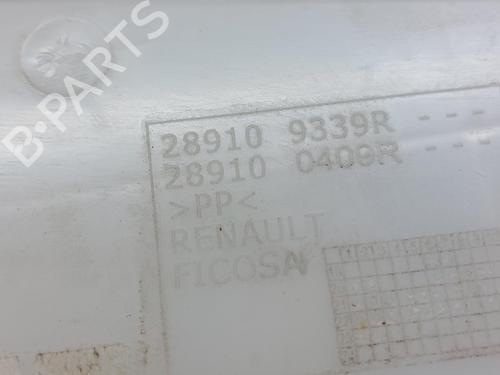 B-PARTS
28910 9339R - - - -
28910 0409R - - - -
>PP<
RENAULT
FICOSA